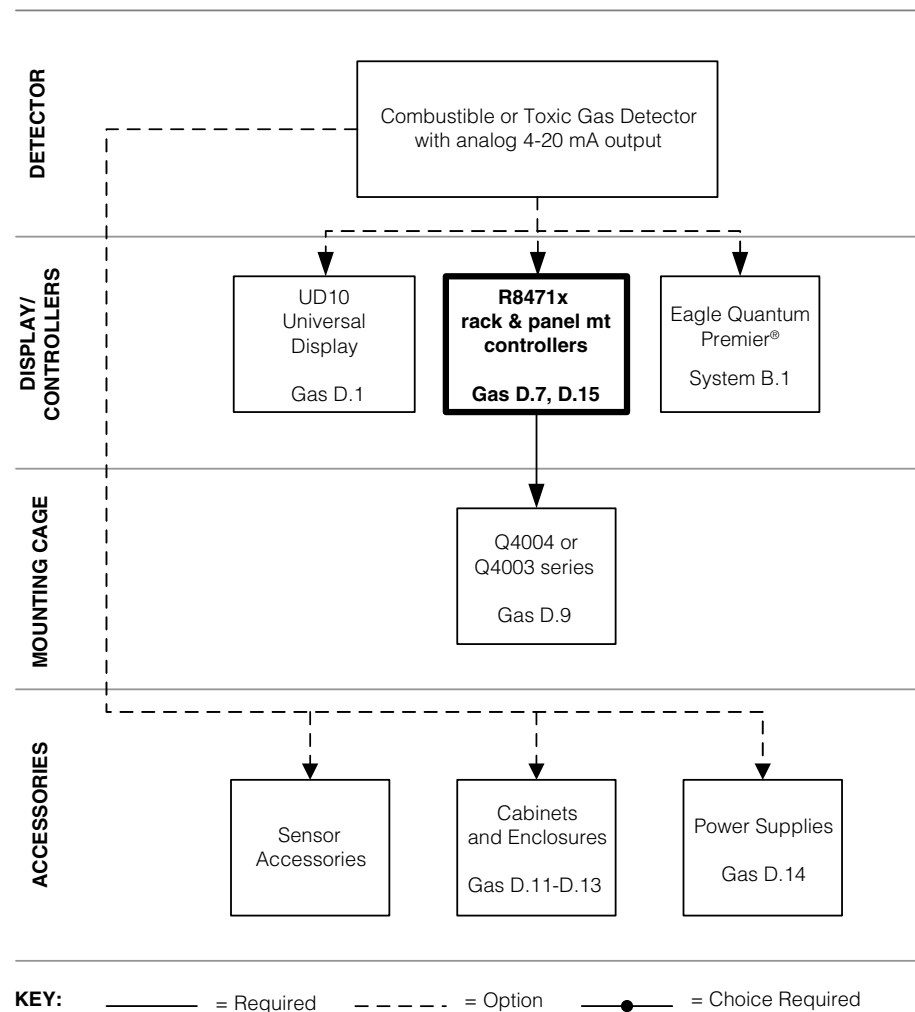 DETECTOR
Combustible or Toxic Gas Detector
with analog 4-20 mA output
DISPLAY/
CONTROLLERS
UD10
Universal
Display
Gas D.1
R8471x
rack & panel mt
controllers
Gas D.7, D.15
Eagle Quantum
Premier®
System B.1
MOUNTING CAGE
Q4004 or
Q4003 series
Gas D.9
ACCESSORIES
Sensor
Accessories
Cabinets
and Enclosures
Gas D.11-D.13
Power Supplies
Gas D.14
KEY: = Required = Option = Choice Required